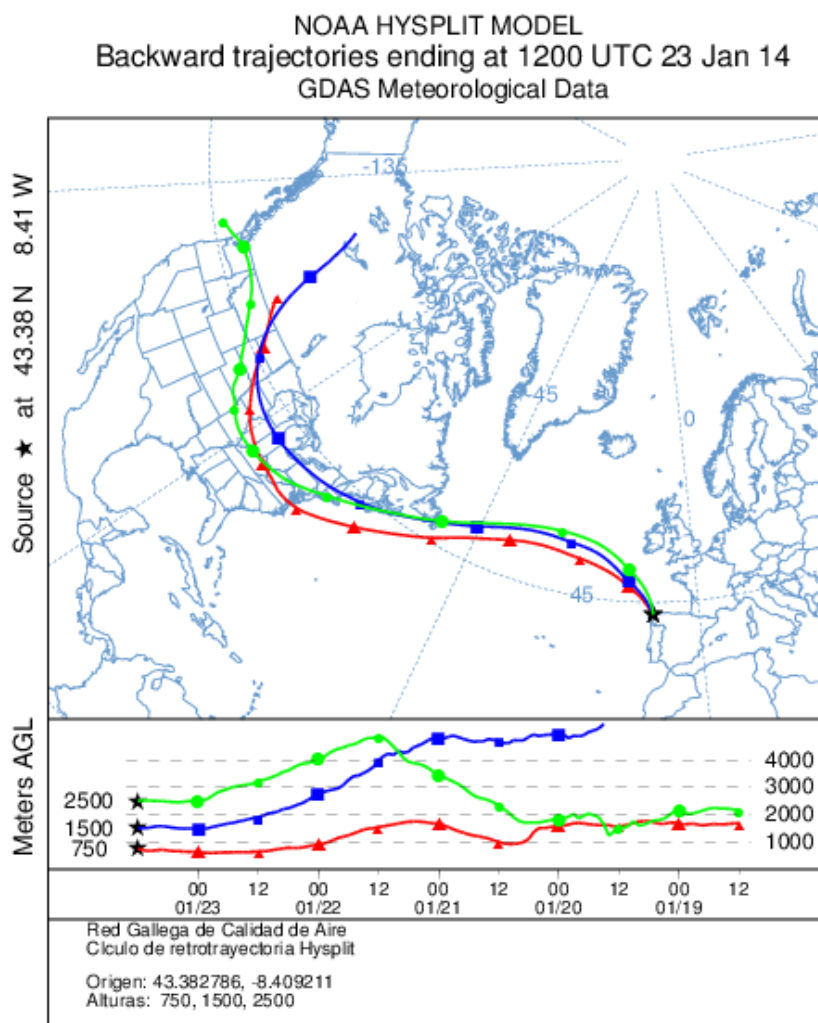 NOAA HYSPLIT MODEL
Backward trajectories ending at 1200 UTC 23 Jan 14
GDAS Meteorological Data
Source ★ at 43.38 N 8.41 W
-135
-90
-45
0
45
Meters AGL
2500
1500
750
4000
3000
2000
1000
00 12 00 12 00 12 00 12 00 12
01/23 01/22 01/21 01/20 01/19
Red Gallega de Calidad de Aire
Clculo de retrotrayectoria Hysplit
Origen: 43.382786, -8.409211
Alturas: 750, 1500, 2500